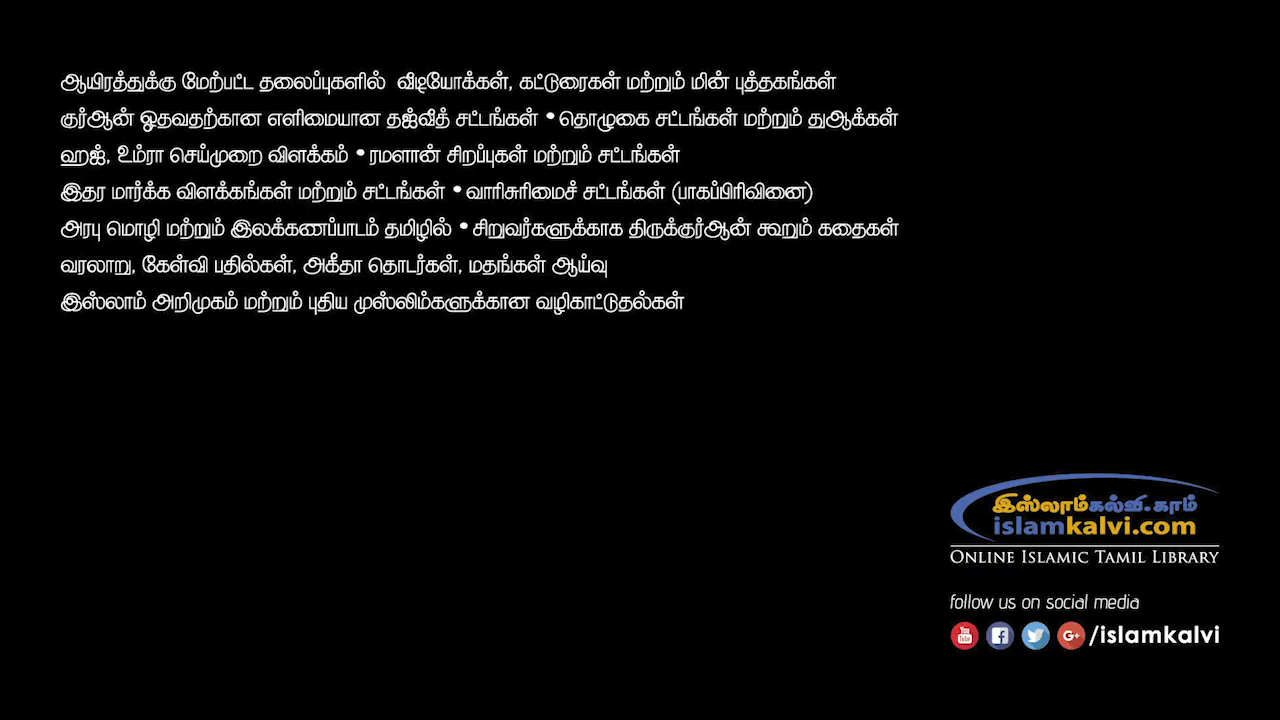 ஆயிரத்துக்கு மேற்பட்ட தலைப்புகளில் வீடியோக்கள், கட்டுரைகள் மற்றும் மின் புத்தகங்கள்
குர்ஆன் ஓதவதற்கான எளிமையான தஜ்வீத் சட்டங்கள் • தொழுகை சட்டங்கள் மற்றும் துஆக்கள்
ஹஜ், உம்ரா செய்முறை விளக்கம் • ரமளான் சிறப்புகள் மற்றும் சட்டங்கள்
இதர மார்க்க விளக்கங்கள் மற்றும் சட்டங்கள் • வாரிசுரிமைச் சட்டங்கள் (பாகப்பிரிவினை)
அரபு மொழி மற்றும் இலக்கணப்பாடம் தமிழில் • சிறுவர்களுக்காக திருக்குர்ஆன் கூறும் கதைகள்
வரலாறு, கேள்வி பதில்கள், அகீதா தொடர்கள், மதங்கள் ஆய்வு
இஸ்லாம் அறிமுகம் மற்றும் புதிய முஸ்லிம்களுக்கான வழிகாட்டுதல்கள்
இஸ்லாம்கல்வி.காம்
islamkalvi.com
ONLINE ISLAMIC TAMIL LIBRARY
follow us on social media
You Tube f G+ /islamkalvi